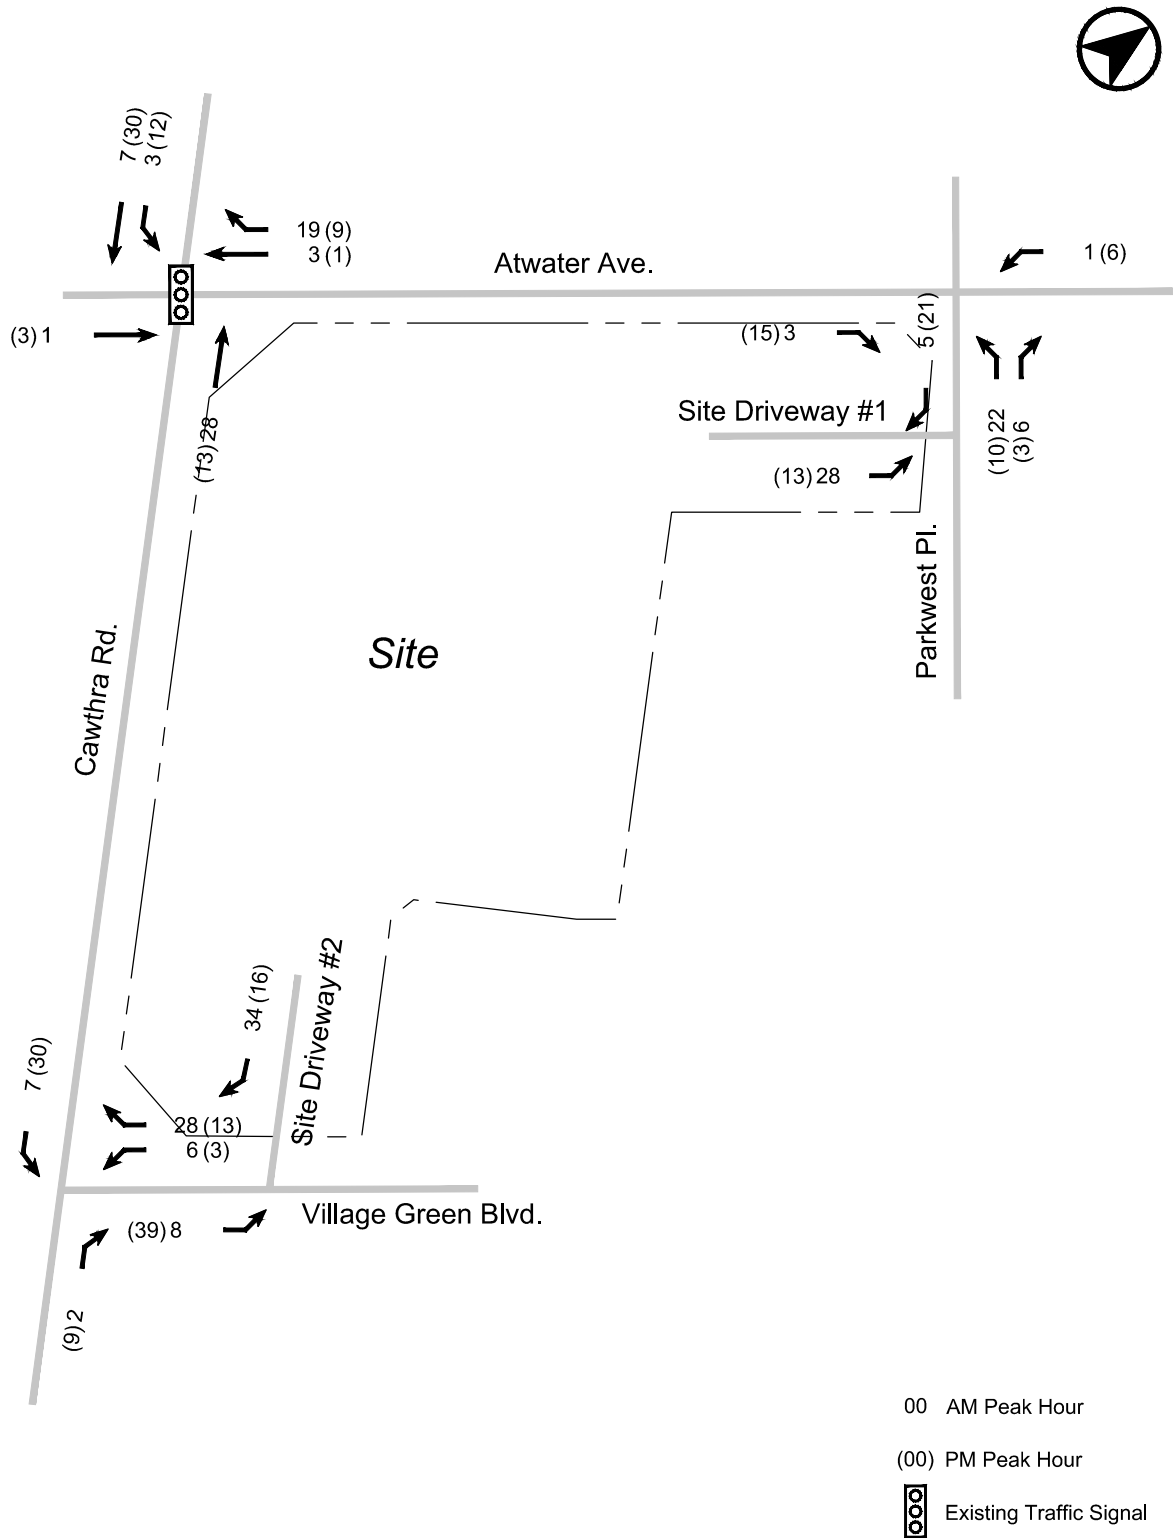 7 (30)
3 (12)
19 (9)
3 (1)
Atwater Ave.
1 (6)
(3) 1
(15) 3
5 (21)
Site Driveway #1
(13) 28
(10) 22
(3) 6
(13) 28
Parkwest Pl.
Site
Cawthra Rd.
34 (16)
Site Driveway #2
7 (30)
28 (13)
6 (3)
Village Green Blvd.
(39) 8
(9) 2
00 AM Peak Hour
(00) PM Peak Hour
Existing Traffic Signal